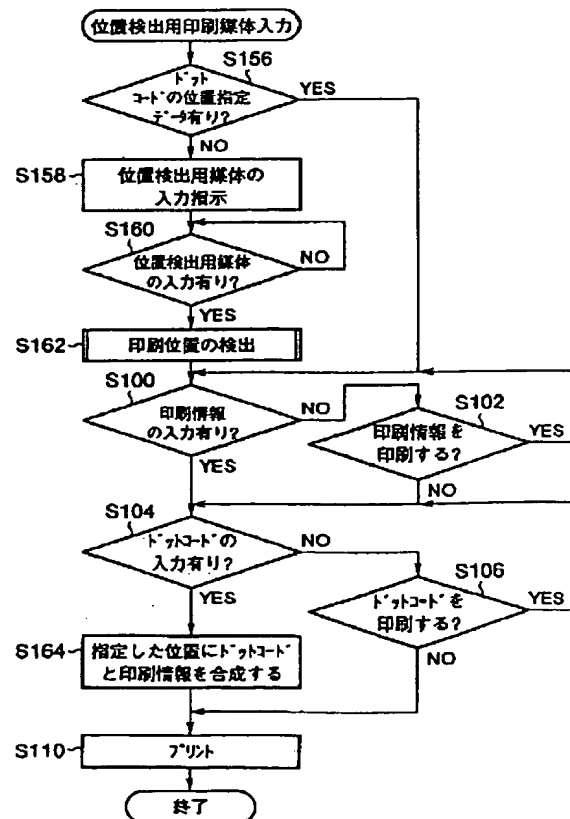 位置検出用印刷媒体入力
S156
ドット
コードの位置指定
データ有り?
YES
NO
S158
位置検出用媒体の
入力指示
S160
位置検出用媒体
の入力有り?
NO
YES
S162
印刷位置の検出
S100
印刷情報
の入力有り?
NO
YES
S102
印刷情報を
印刷する?
YES
NO
S104
ドットコードの
入力有り?
NO
YES
S106
ドットコードを
印刷する?
YES
NO
S164
指定した位置にドットコード
と印刷情報を合成する
S110
プリント
終了